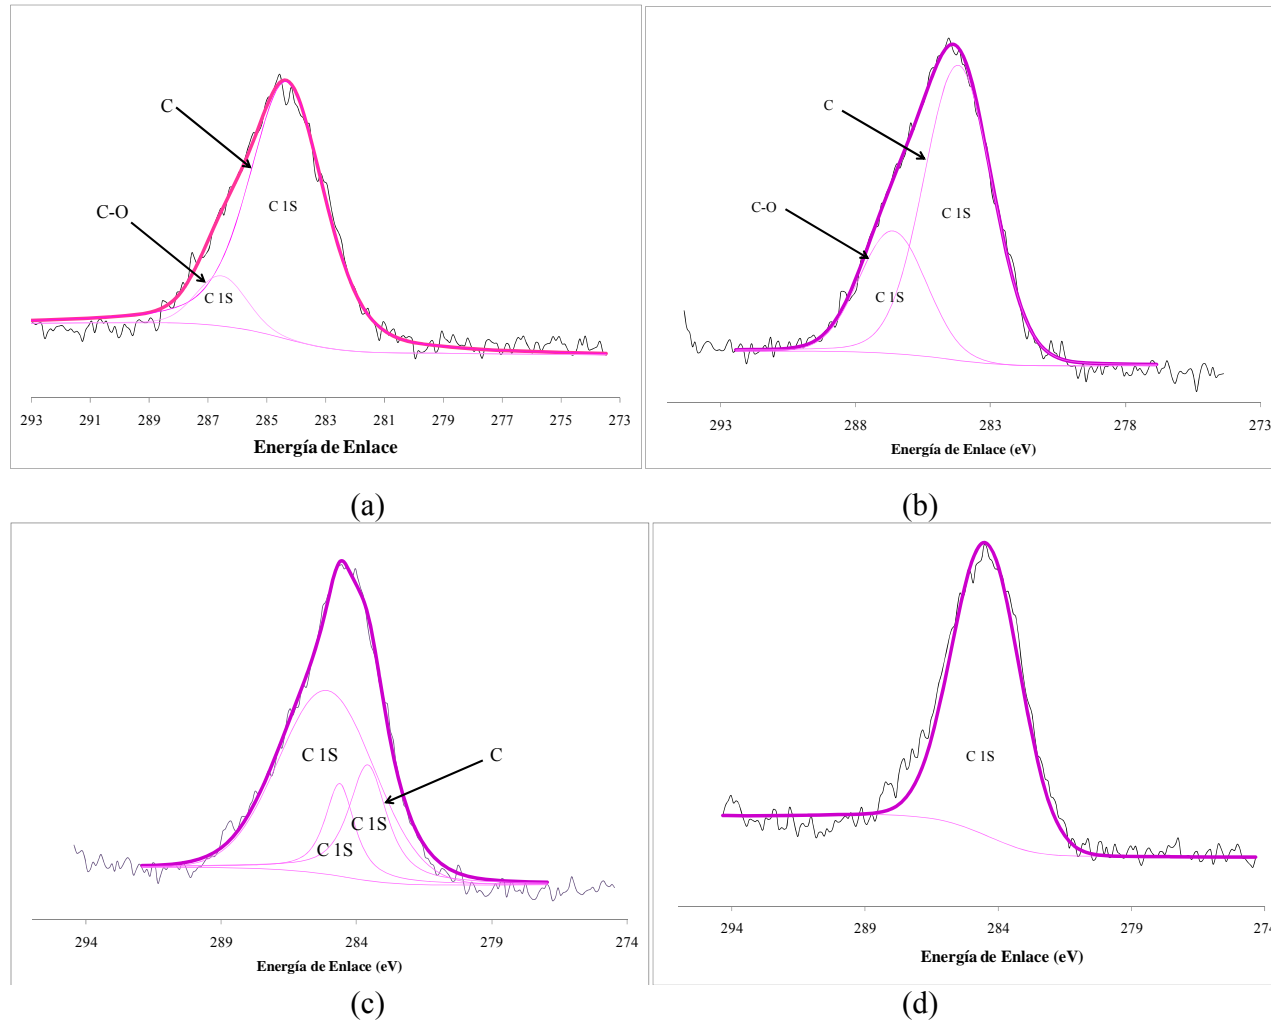 C
C-O
C 1S
C 1S
293 291 289 287 285 283 281 279 277 275 273
Energía de Enlace
(a)
C
C-O
C 1S
C 1S
293 288 283 278 273
Energía de Enlace (eV)
(b)
C 1S
C
C 1S
C 1S
294 289 284 279 274
Energía de Enlace (eV)
(c)
C 1S
294 289 284 279 274
Energía de Enlace (eV)
(d)